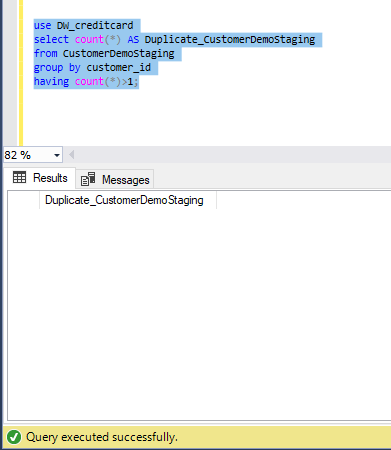 use DW_creditcard
select count(*) AS Duplicate_CustomerDemoStaging
from CustomerDemoStaging
group by customer_id
having count(*)>1;
82 %
Results Messages
Duplicate_CustomerDemoStaging
Query executed successfully.